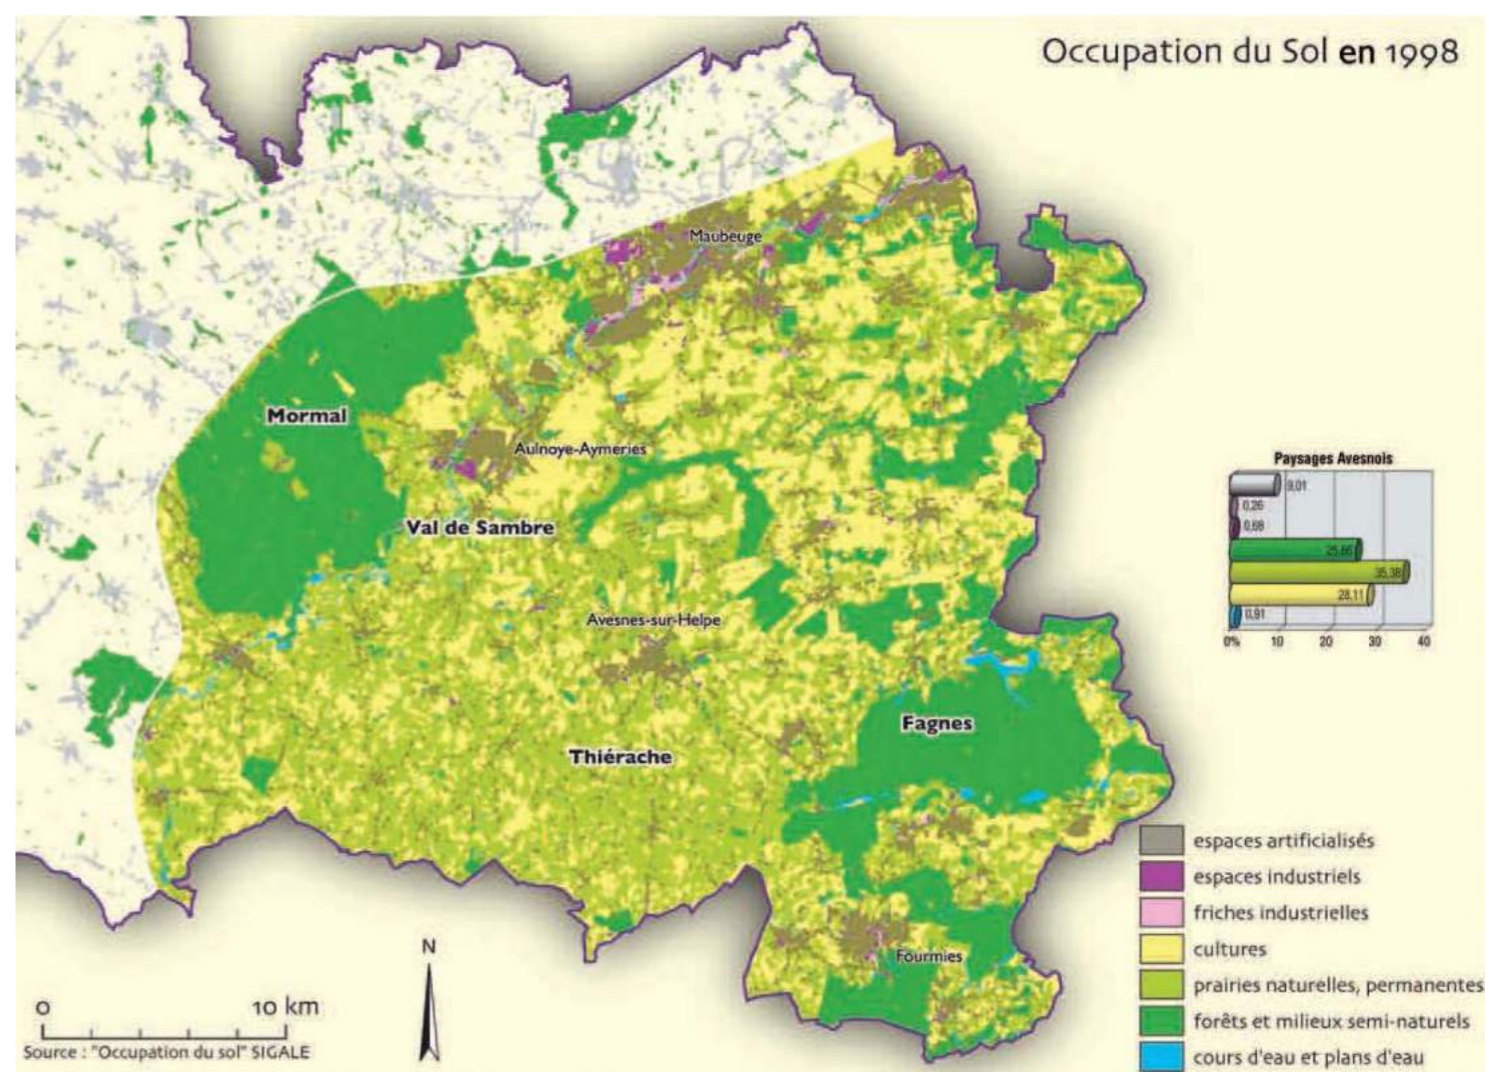 Occupation du Sol en 1998
Maubeuge
Mormal
Aulnoye-Aymeries
Val de Sambre
Avesnes-sur-Helpe
Fagnes
Thiérache
Fourmies
Paysages Avesnois
9,01
0,26
0,68
25,66
35,38
28,11
0,91
0% 10 20 30 40
espaces artificialisés
espaces industriels
friches industrielles
cultures
prairies naturelles, permanentes
forêts et milieux semi-naturels
cours d'eau et plans d'eau
N
0 10 km
Source : "Occupation du sol" SIGALE